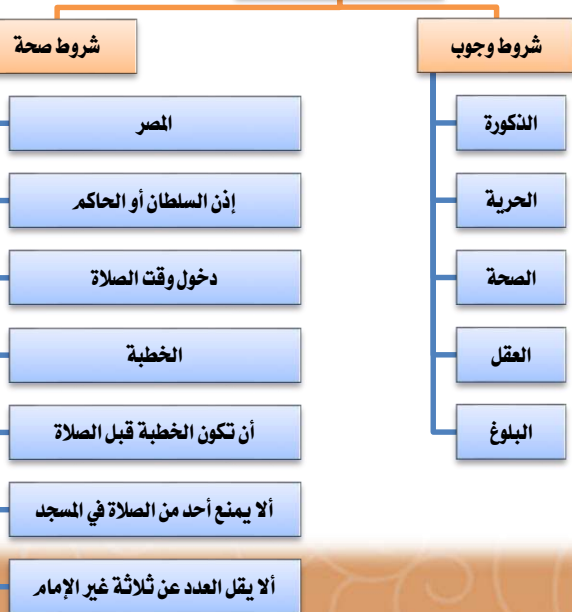 شروط وجوب
الذكورة
الحرية
الصحة
العقل
البلوغ
شروط صحة
المصر
إذن السلطان أو الحاكم
دخول وقت الصلاة
الخطبة
أن تكون الخطبة قبل الصلاة
ألا يمنع أحد من الصلاة في المسجد
ألا يقل العدد عن ثلاثة غير الإمام